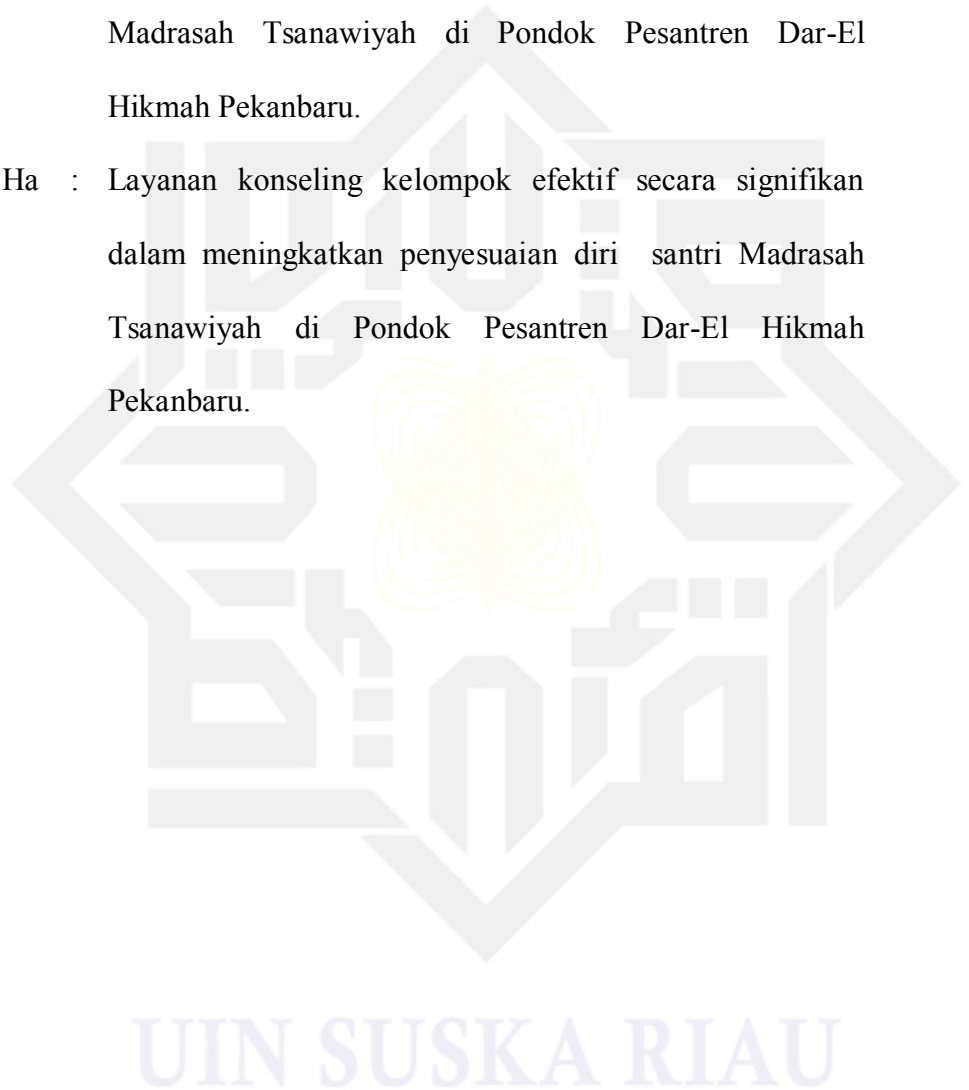 Madrasah Tsanawiyah di Pondok Pesantren Dar-El
Hikmah Pekanbaru.
Ha : Layanan konseling kelompok efektif secara signifikan
dalam meningkatkan penyesuaian diri santri Madrasah
Tsanawiyah di Pondok Pesantren Dar-El Hikmah
Pekanbaru.
UIN SUSKA RIAU